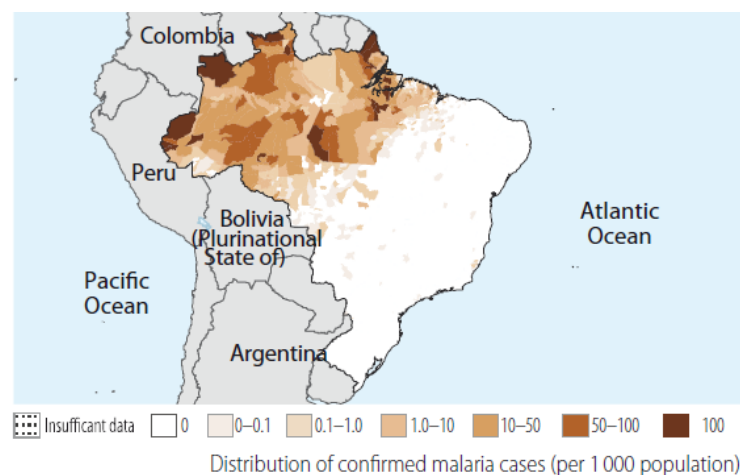 Colombia
Peru
Bolivia
(Plurinational
State of)
Atlantic
Ocean
Pacific
Ocean
Argentina
Insufficant data 0 0–0.1 0.1–1.0 1.0–10 10–50 50–100 100
Distribution of confirmed malaria cases (per 1 000 population)